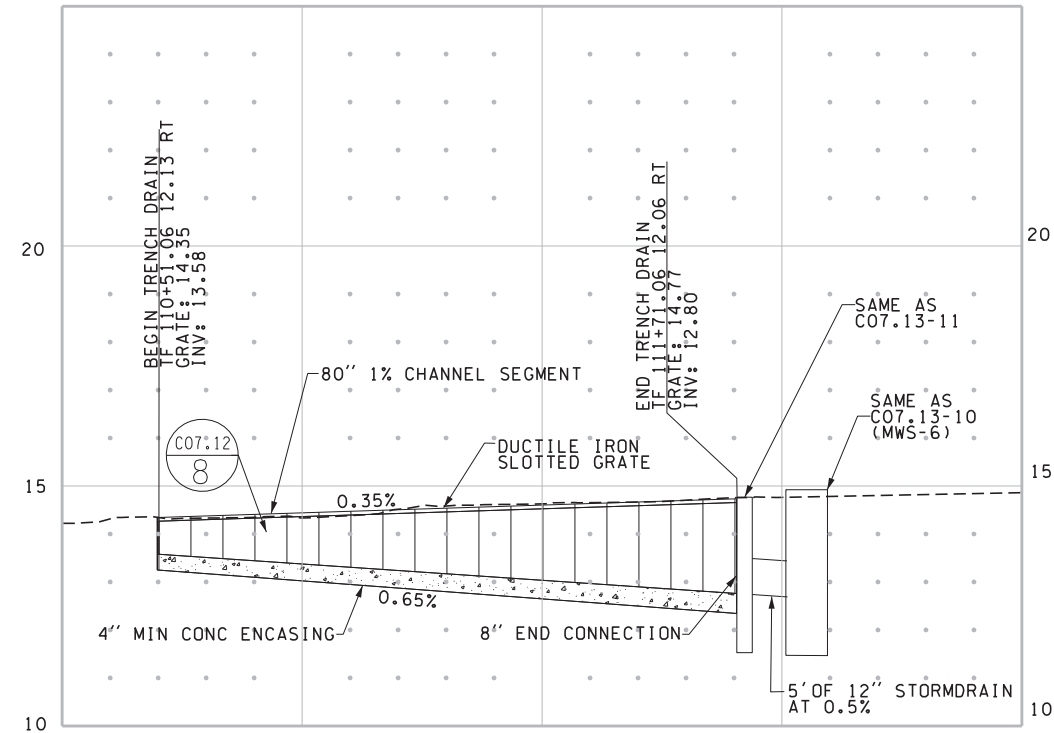 BEGIN TRENCH DRAIN
TF 110+51.06 12.13 RT
GRATE: 14.35
INV: 13.58
END TRENCH DRAIN
TF 111+71.06 12.06 RT
GRATE: 14.77
INV: 12.80
20
20
SAME AS
C07.13-11
80" 1% CHANNEL SEGMENT
SAME AS
C07.13-10
(MWS-6)
C07.12
8
DUCTILE IRON
SLOTTED GRATE
15
15
0.35%
0.65%
4" MIN CONC ENCASING
8" END CONNECTION
5'OF 12" STORMDRAIN
AT 0.5%
10
10